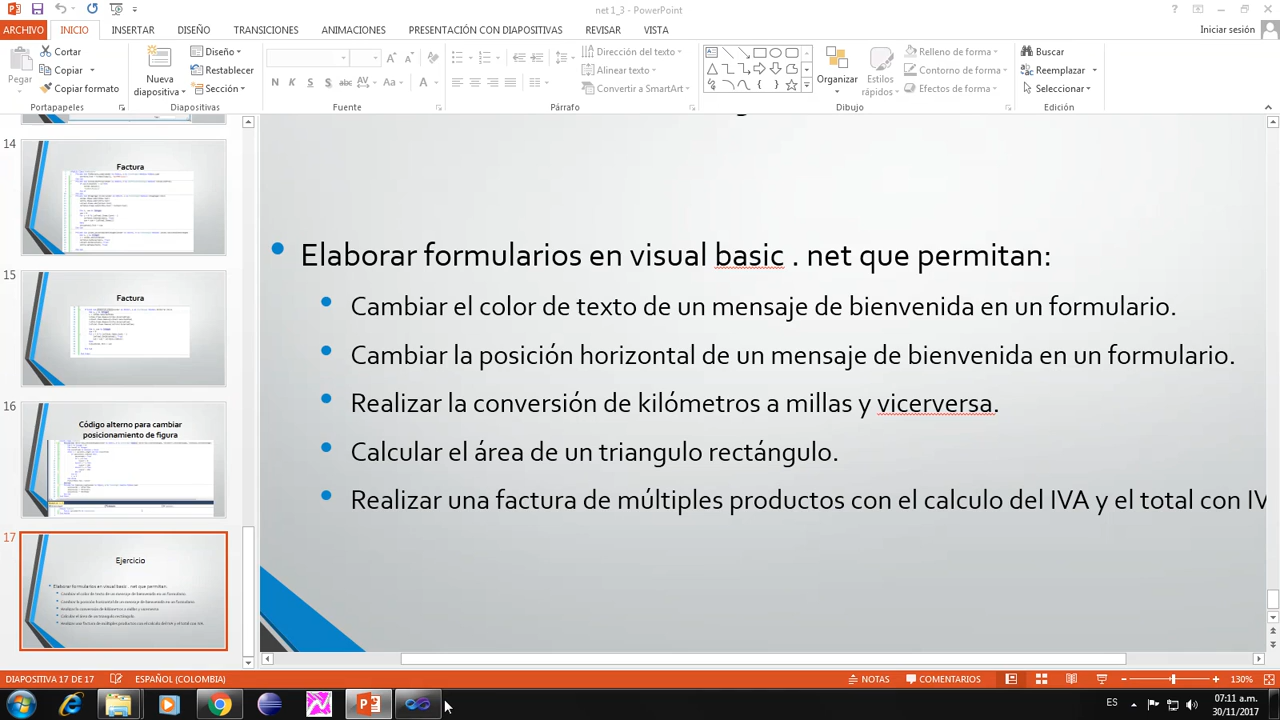 net 1_3 - PowerPoint
ARCHIVO INICIO INSERTAR DISEÑO TRANSICIONES ANIMACIONES PRESENTACIÓN CON DIAPOSITIVAS REVISAR VISTA Iniciar sesión
Pegar
Cortar
Copiar
Copiar formato
Portapapeles
Nueva
diapositiva
Diseño
Restablecer
Sección
Diapositivas
N K S abc AV Aa A
Fuente
Dirección del texto
Alinear texto
Convertir a SmartArt
Párrafo
Organizar
Estilos
rápidos
Relleno de forma
Contorno de forma
Efectos de forma
Dibujo
Buscar
Reemplazar
Seleccionar
Edición
14
Factura
15
Factura
16
Código alterno para cambiar
posicionamiento de figura
17
Ejercicio
Elaborar formularios en visual basic . net que permitan:
Cambiar el color de texto de un mensaje de bienvenida en un formulario.
Cambiar la posición horizontal de un mensaje de bienvenida en un formulario.
Realizar la conversión de kilómetros a millas y vicerversa.
Calcular el área de un triangulo rectángulo.
Realizar una factura de múltiples productos con el calculo del IVA y el total con IV
DIAPOSITIVA 17 DE 17 ESPAÑOL (COLOMBIA) NOTAS COMENTARIOS 130%
ES 07:11 a.m.
30/11/2017